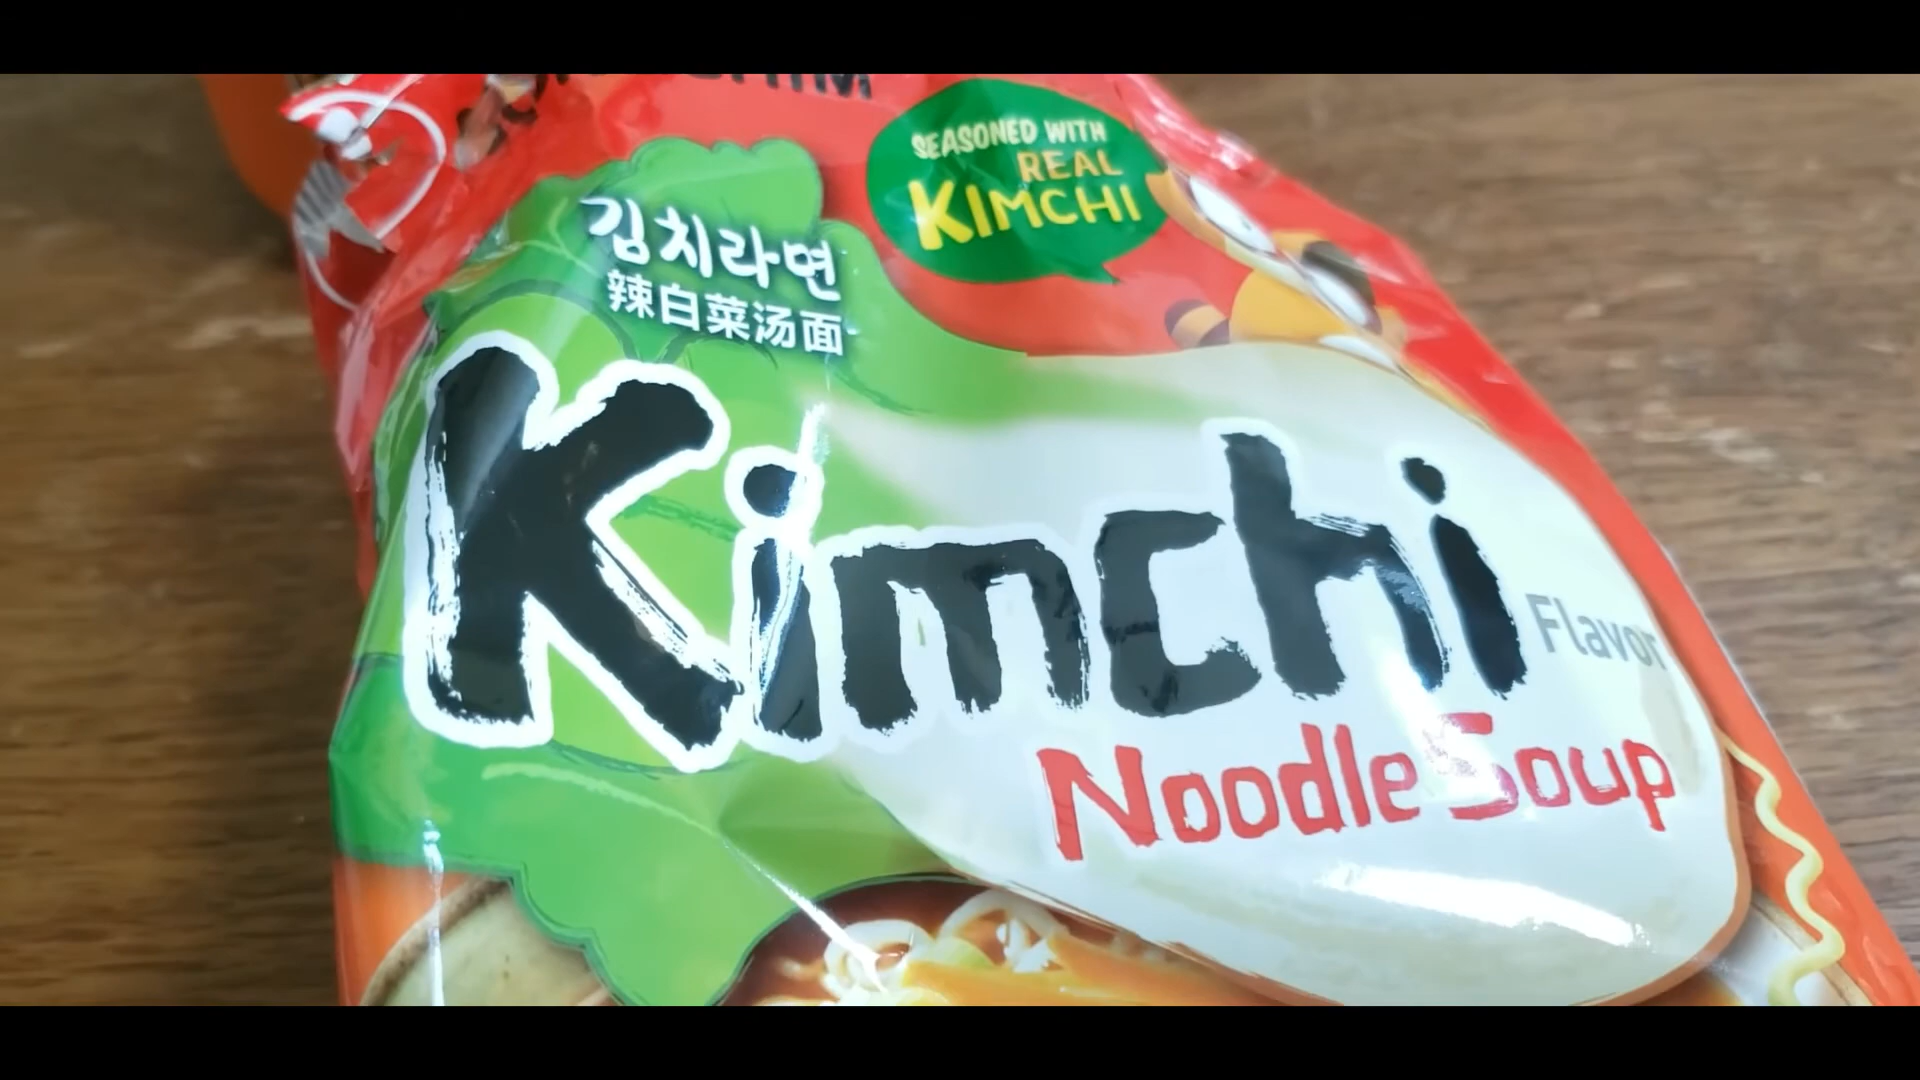 SEASONED WITH
REAL
KIMCHI
김치라면
辣白菜汤面
Kimchi
Flavor
Noodle Soup